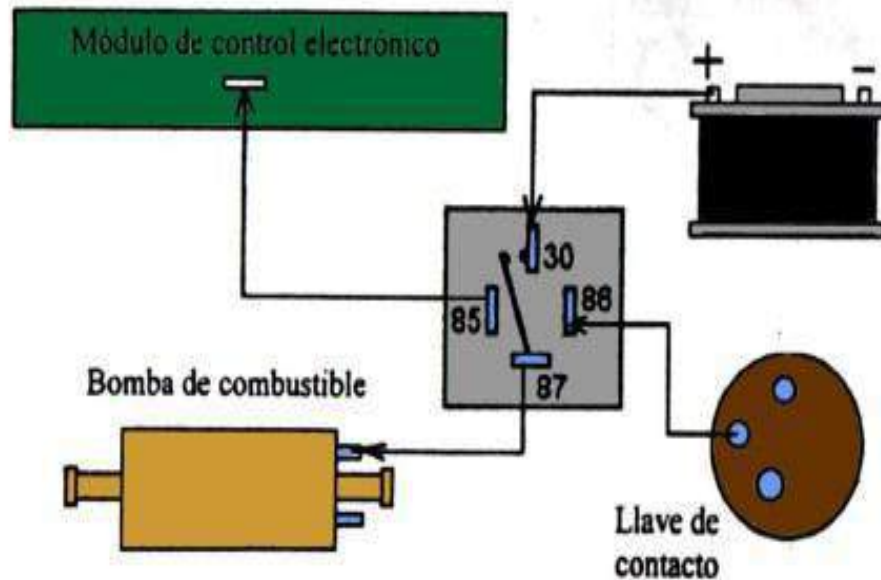 Módulo de control electrónico
+ -
30
85
86
87
Bomba de combustible
Llave de
contacto